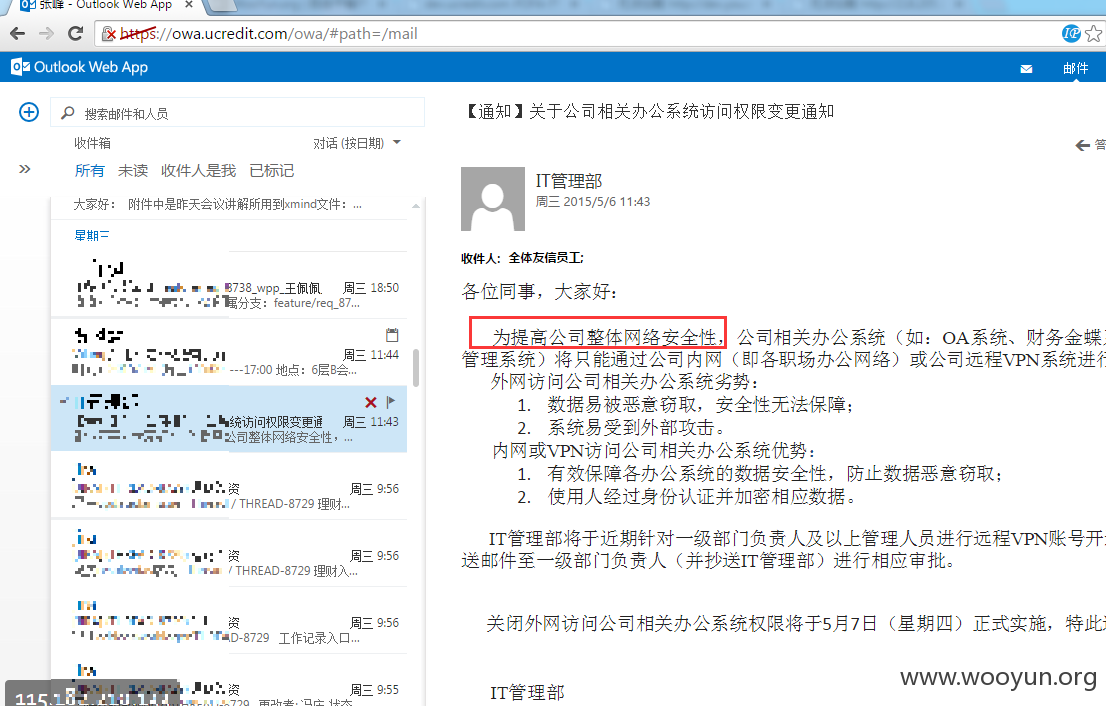 张峰 - Outlook Web App
https://owa.ucredit.com/owa/#path=/mail
Outlook Web App
邮件
搜索邮件和人员
收件箱
对话 (按日期)
所有 未读 收件人是我 已标记
大家好： 附件中是昨天会议讲解所用到xmind文件：...
星期三
8738_wpp_王佩佩 周三 18:50
属分支：feature/req_87...
周三 11:44
---17:00 地点：6层B会...
统访问权限变更通 周三 11:43
公司整体网络安全性，...
资 周三 9:56
/ THREAD-8729 理财...
资 周三 9:56
/ THREAD-8729 理财入...
资 周三 9:56
D-8729 工作记录入口...
资 周三 9:55
【通知】关于公司相关办公系统访问权限变更通知
答
IT管理部
周三 2015/5/6 11:43
收件人： 全体友信员工;
各位同事，大家好：
为提高公司整体网络安全性，公司相关办公系统（如：OA系统、财务金蝶
管理系统）将只能通过公司内网（即各职场办公网络）或公司远程VPN系统进行
外网访问公司相关办公系统劣势：
1. 数据易被恶意窃取，安全性无法保障；
2. 系统易受到外部攻击。
内网或VPN访问公司相关办公系统优势：
1. 有效保障各办公系统的数据安全性，防止数据恶意窃取；
2. 使用人经过身份认证并加密相应数据。
IT管理部将于近期针对一级部门负责人及以上管理人员进行远程VPN账号开
送邮件至一级部门负责人（并抄送IT管理部）进行相应审批。
关闭外网访问公司相关办公系统权限将于5月7日（星期四）正式实施，特此
IT管理部
www.wooyun.org